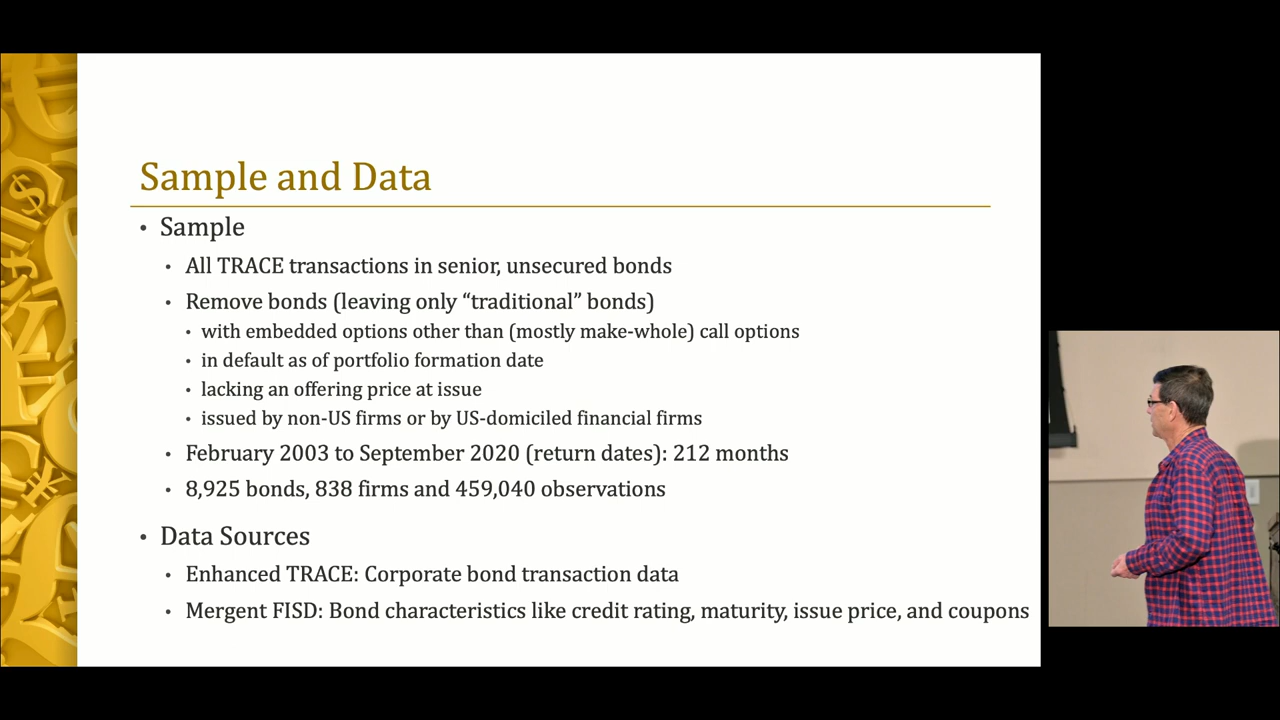 Sample and Data
• Sample
• All TRACE transactions in senior, unsecured bonds
• Remove bonds (leaving only “traditional” bonds)
• with embedded options other than (mostly make-whole) call options
• in default as of portfolio formation date
• lacking an offering price at issue
• issued by non-US firms or by US-domiciled financial firms
• February 2003 to September 2020 (return dates): 212 months
• 8,925 bonds, 838 firms and 459,040 observations
• Data Sources
• Enhanced TRACE: Corporate bond transaction data
• Mergent FISD: Bond characteristics like credit rating, maturity, issue price, and coupons